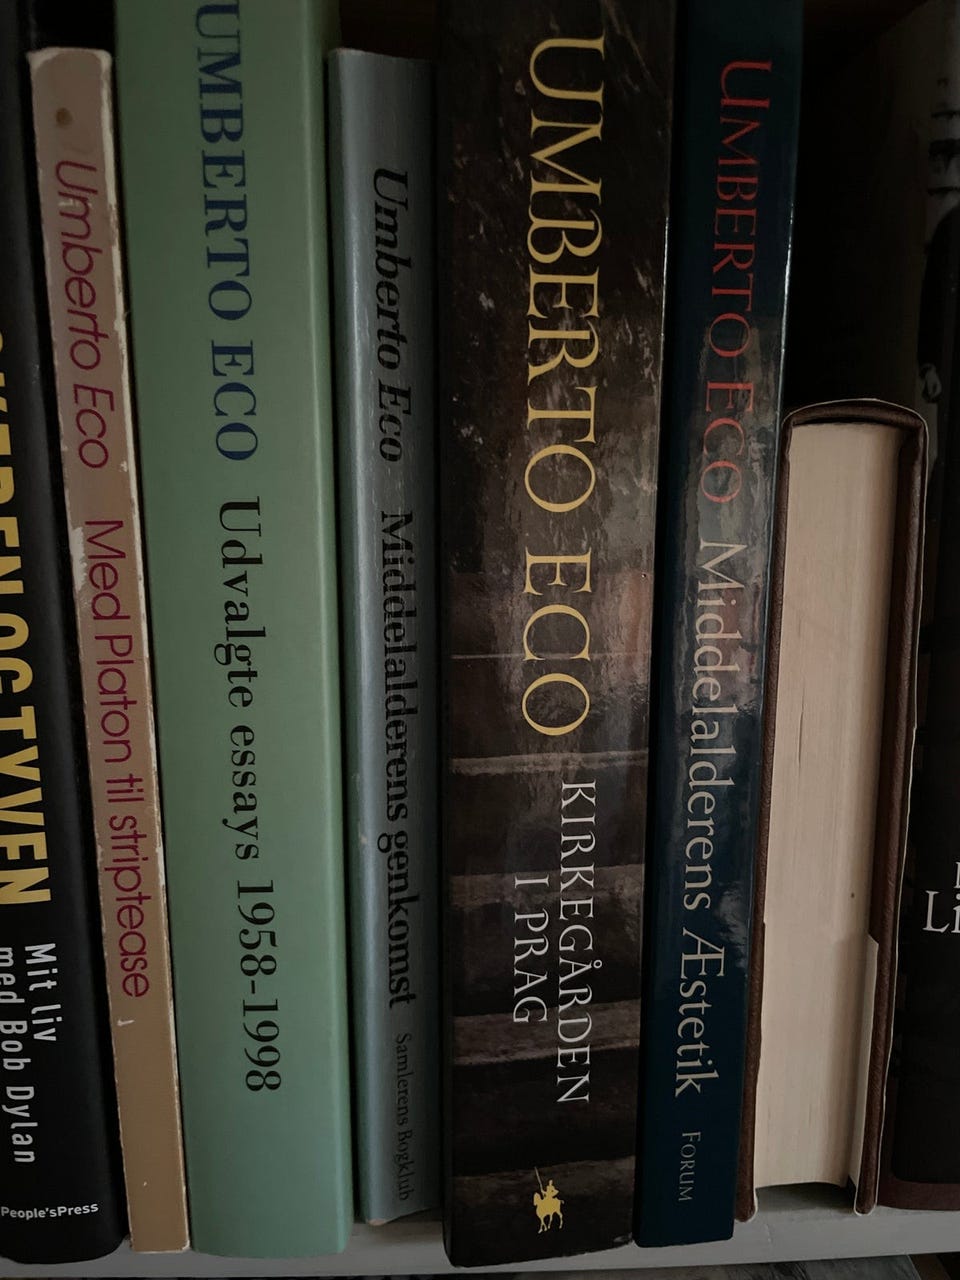 OG TYVEN
Mit liv
med Bob Dylan
People'sPress
Umberto Eco Med Platon til striptease
UMBERTO ECO Udvalgte essays 1958-1998
Umberto Eco Middelalderens genkomst Samlerens Bogklub
UMBERTO ECO KIRKEGÅRDEN
I PRAG
UMBERTO ECO Middelalderens Æstetik FORUM